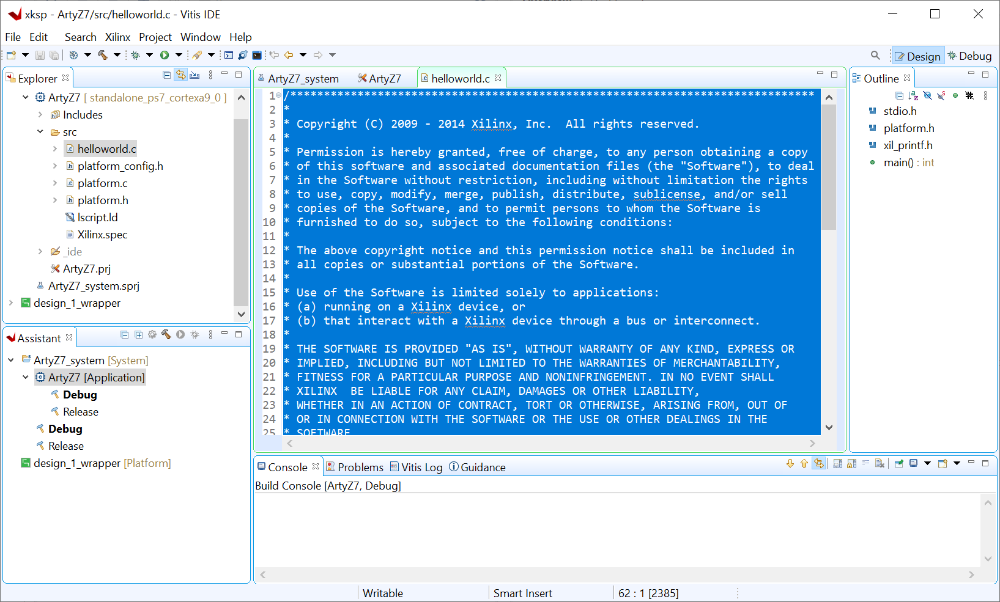 xksp - ArtyZ7/src/helloworld.c - Vitis IDE
File Edit Search Xilinx Project Window Help
Design Debug
Explorer
ArtyZ7 [ standalone_ps7_cortexa9_0 ]
Includes
src
helloworld.c
platform_config.h
platform.c
platform.h
lscript.ld
Xilinx.spec
_ide
ArtyZ7.prj
ArtyZ7_system.sprj
design_1_wrapper
Assistant
ArtyZ7_system [System]
ArtyZ7 [Application]
Debug
Release
Debug
Release
design_1_wrapper [Platform]
ArtyZ7_system ArtyZ7 helloworld.c
1 /******************************************************************************
2 *
3 * Copyright (C) 2009 - 2014 Xilinx, Inc.  All rights reserved.
4 *
5 * Permission is hereby granted, free of charge, to any person obtaining a copy
6 * of this software and associated documentation files (the "Software"), to deal
7 * in the Software without restriction, including without limitation the rights
8 * to use, copy, modify, merge, publish, distribute, sublicense, and/or sell
9 * copies of the Software, and to permit persons to whom the Software is
10 * furnished to do so, subject to the following conditions:
11 *
12 * The above copyright notice and this permission notice shall be included in
13 * all copies or substantial portions of the Software.
14 *
15 * Use of the Software is limited solely to applications:
16 * (a) running on a Xilinx device, or
17 * (b) that interact with a Xilinx device through a bus or interconnect.
18 *
19 * THE SOFTWARE IS PROVIDED "AS IS", WITHOUT WARRANTY OF ANY KIND, EXPRESS OR
20 * IMPLIED, INCLUDING BUT NOT LIMITED TO THE WARRANTIES OF MERCHANTABILITY,
21 * FITNESS FOR A PARTICULAR PURPOSE AND NONINFRINGEMENT. IN NO EVENT SHALL
22 * XILINX  BE LIABLE FOR ANY CLAIM, DAMAGES OR OTHER LIABILITY,
23 * WHETHER IN AN ACTION OF CONTRACT, TORT OR OTHERWISE, ARISING FROM, OUT OF
24 * OR IN CONNECTION WITH THE SOFTWARE OR THE USE OR OTHER DEALINGS IN THE
25 * SOFTWARE
Outline
stdio.h
platform.h
xil_printf.h
main() : int
Console Problems Vitis Log Guidance
Build Console [ArtyZ7, Debug]
Writable Smart Insert 62 : 1 [2385]